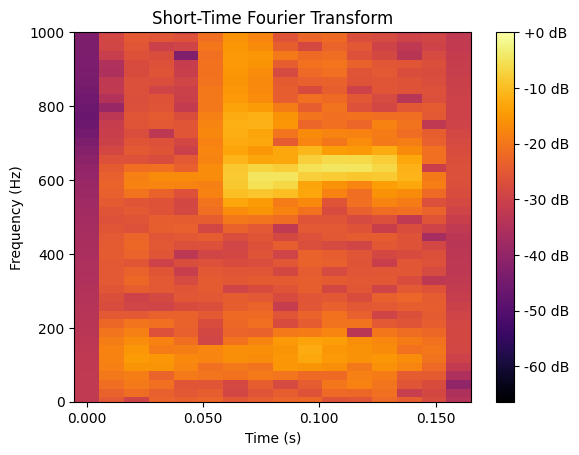 Short-Time Fourier Transform
1000
800
600
400
200
0
Frequency (Hz)
0.000
0.050
0.100
0.150
Time (s)
+0 dB
-10 dB
-20 dB
-30 dB
-40 dB
-50 dB
-60 dB